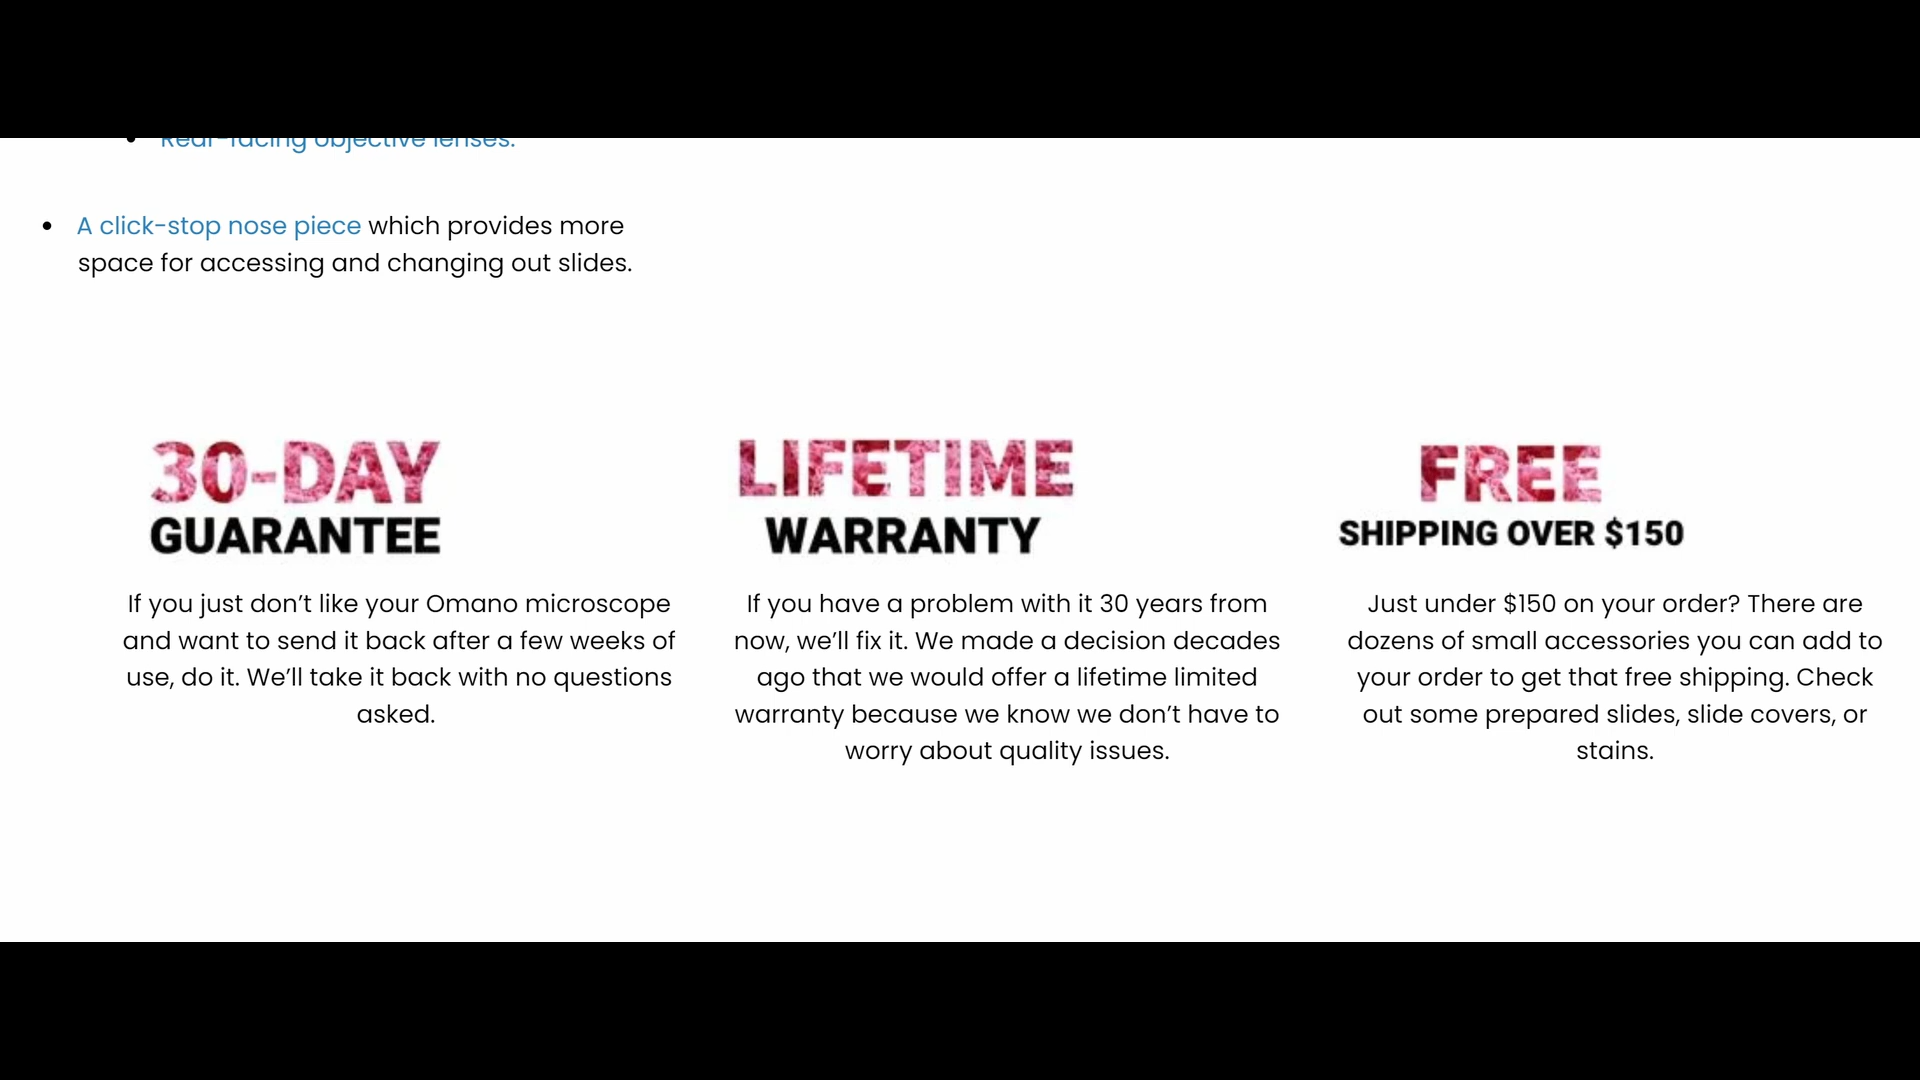 Rear-facing objective lenses.
A click-stop nose piece which provides more
space for accessing and changing out slides.
30-DAY
GUARANTEE
If you just don’t like your Omano microscope
and want to send it back after a few weeks of
use, do it. We’ll take it back with no questions
asked.
LIFETIME
WARRANTY
If you have a problem with it 30 years from
now, we’ll fix it. We made a decision decades
ago that we would offer a lifetime limited
warranty because we know we don’t have to
worry about quality issues.
FREE
SHIPPING OVER $150
Just under $150 on your order? There are
dozens of small accessories you can add to
your order to get that free shipping. Check
out some prepared slides, slide covers, or
stains.